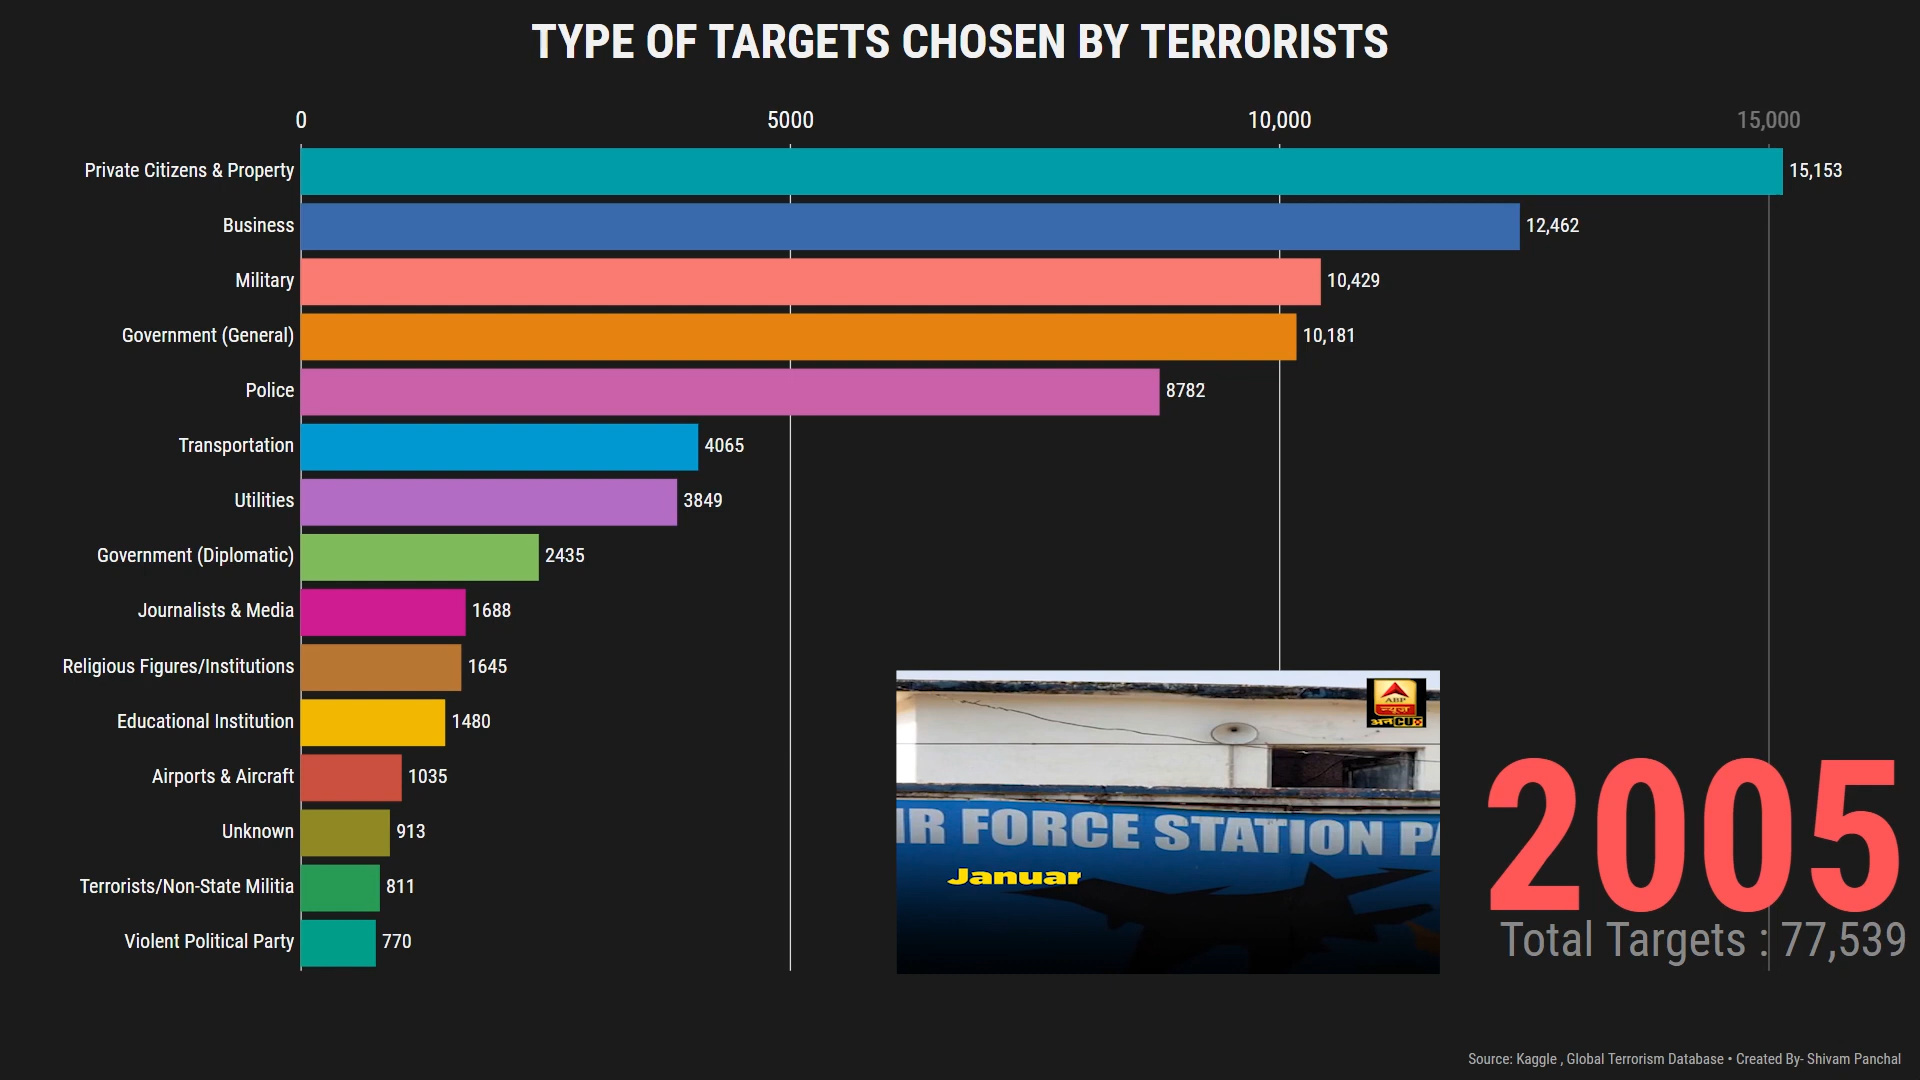 TYPE OF TARGETS CHOSEN BY TERRORISTS
0 5000 10,000 15,000
Private Citizens & Property 15,153
Business 12,462
Military 10,429
Government (General) 10,181
Police 8782
Transportation 4065
Utilities 3849
Government (Diplomatic) 2435
Journalists & Media 1688
Religious Figures/Institutions 1645
Educational Institution 1480
Airports & Aircraft 1035
Unknown 913
Terrorists/Non-State Militia 811
Violent Political Party 770
ABP
न्यूज़
अनCUT
IR FORCE STATION PA
Januar
2005
Total Targets : 77,539
Source: Kaggle , Global Terrorism Database • Created By- Shivam Panchal